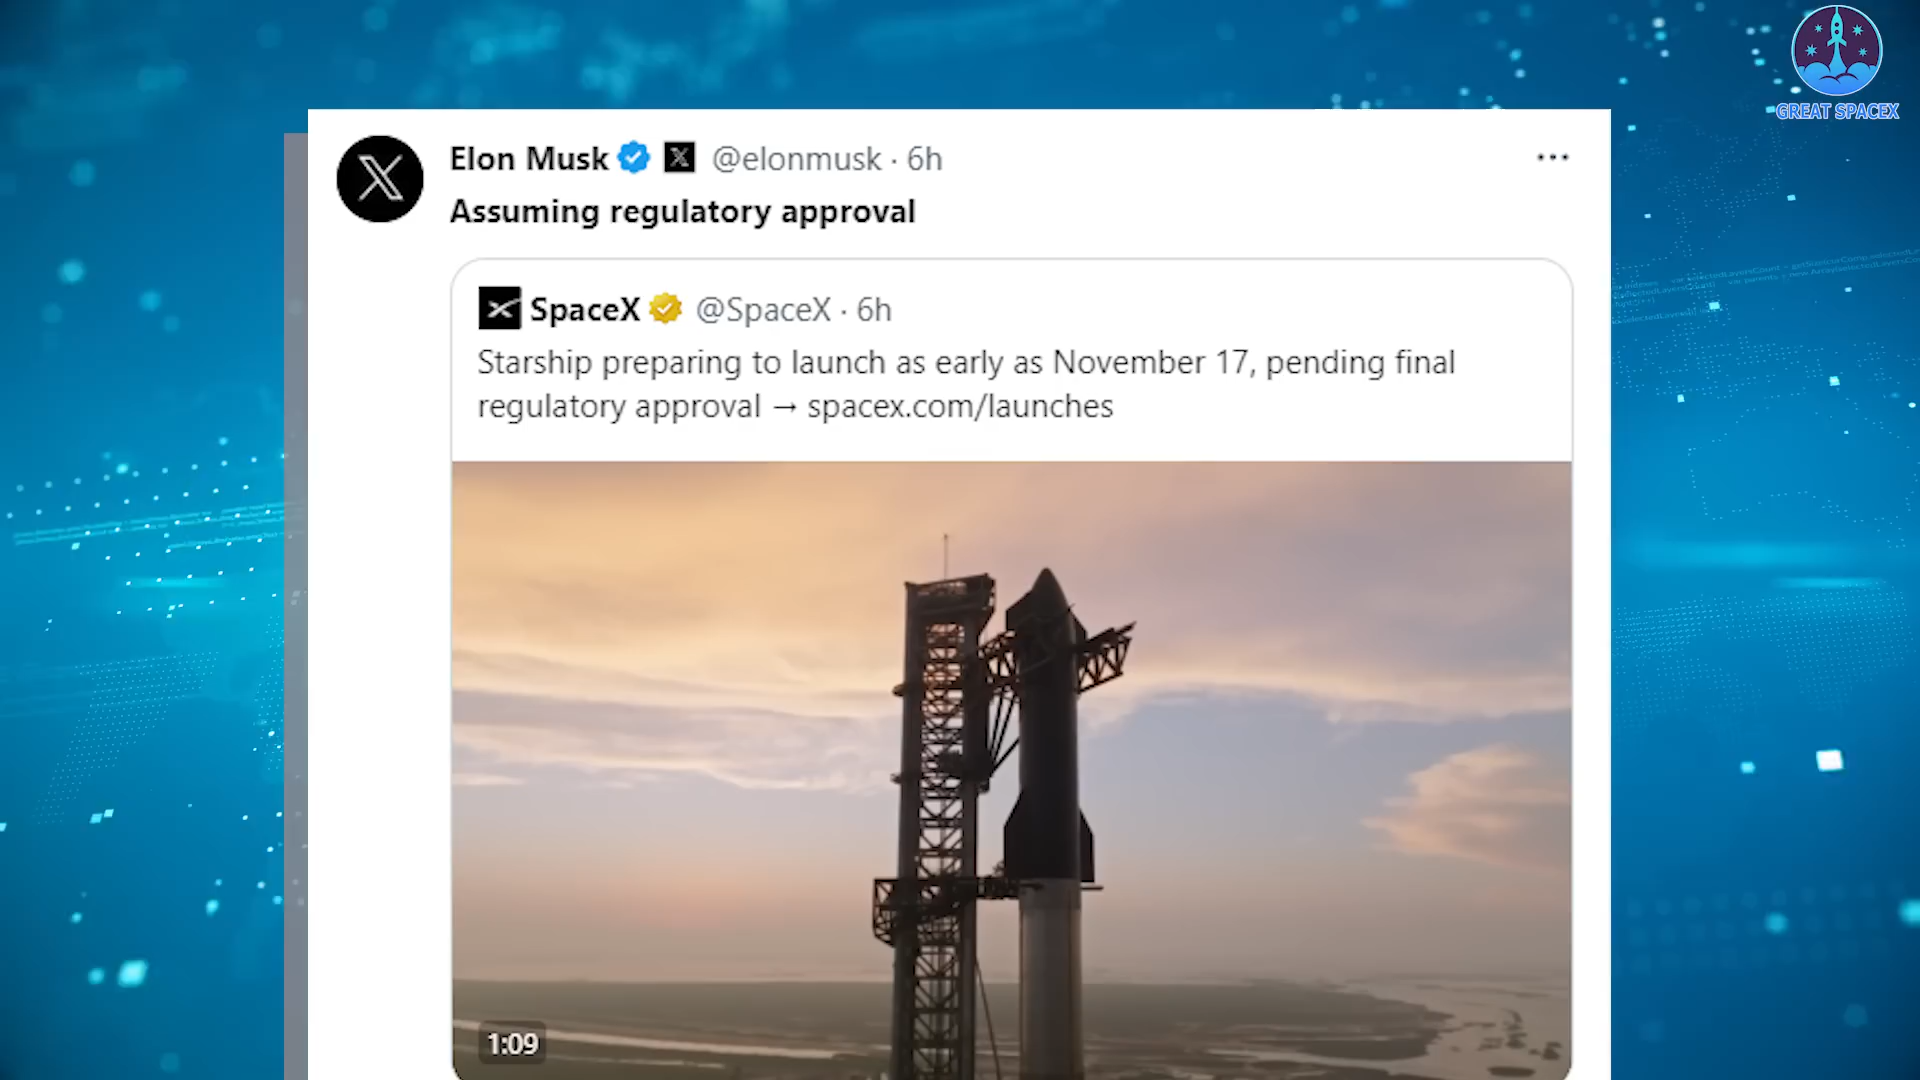 GREAT SPACEX
Elon Musk @elonmusk · 6h
Assuming regulatory approval
SpaceX @SpaceX · 6h
Starship preparing to launch as early as November 17, pending final
regulatory approval → spacex.com/launches
1:09